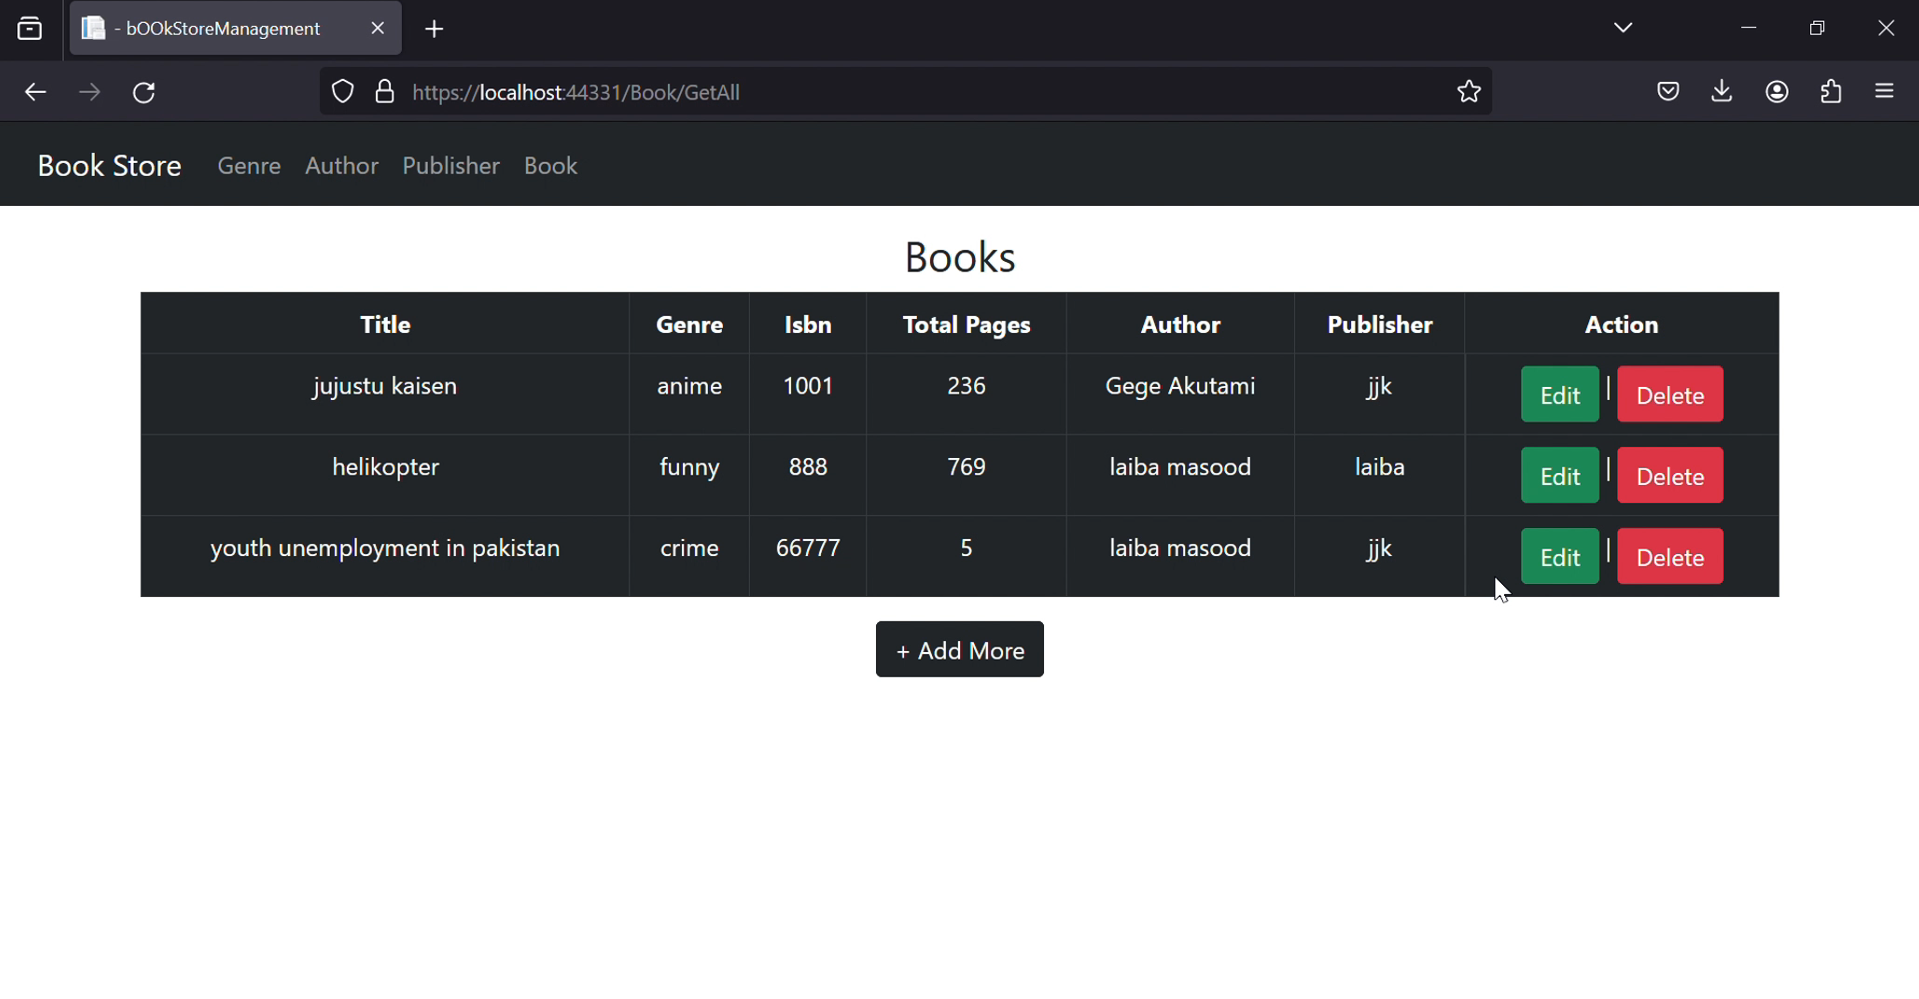 - bOOkStoreManagement
https://localhost:44331/Book/GetAll
Book Store Genre Author Publisher Book
Books
Title Genre Isbn Total Pages Author Publisher Action
jujustu kaisen anime 1001 236 Gege Akutami jjk Edit | Delete
helikopter funny 888 769 laiba masood laiba Edit | Delete
youth unemployment in pakistan crime 66777 5 laiba masood jjk Edit | Delete
+ Add More